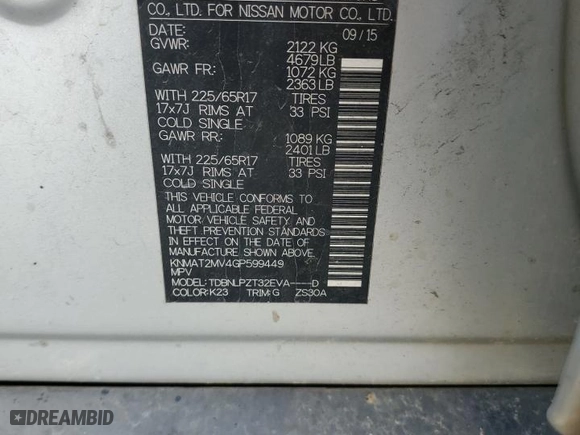 CO., LTD. FOR NISSAN MOTOR CO., LTD.
DATE: 09/15
GVWR: 2122 KG
4679 LB
GAWR FR: 1072 KG
2363 LB
WITH 225/65R17 TIRES
17x7J RIMS AT 33 PSI
COLD SINGLE
GAWR RR: 1089 KG
2401 LB
WITH 225/65R17 TIRES
17x7J RIMS AT 33 PSI
COLD SINGLE
THIS VEHICLE CONFORMS TO
ALL APPLICABLE FEDERAL
MOTOR VEHICLE SAFETY AND
THEFT PREVENTION STANDARDS
IN EFFECT ON THE DATE OF
MANUFACTURE SHOWN ABOVE.
KNMAT2MV4GP599449
MPV
MODEL: TDBNLPZT32EVA----D
COLOR: K23 TRIM: G ZS30A
DREAMBID